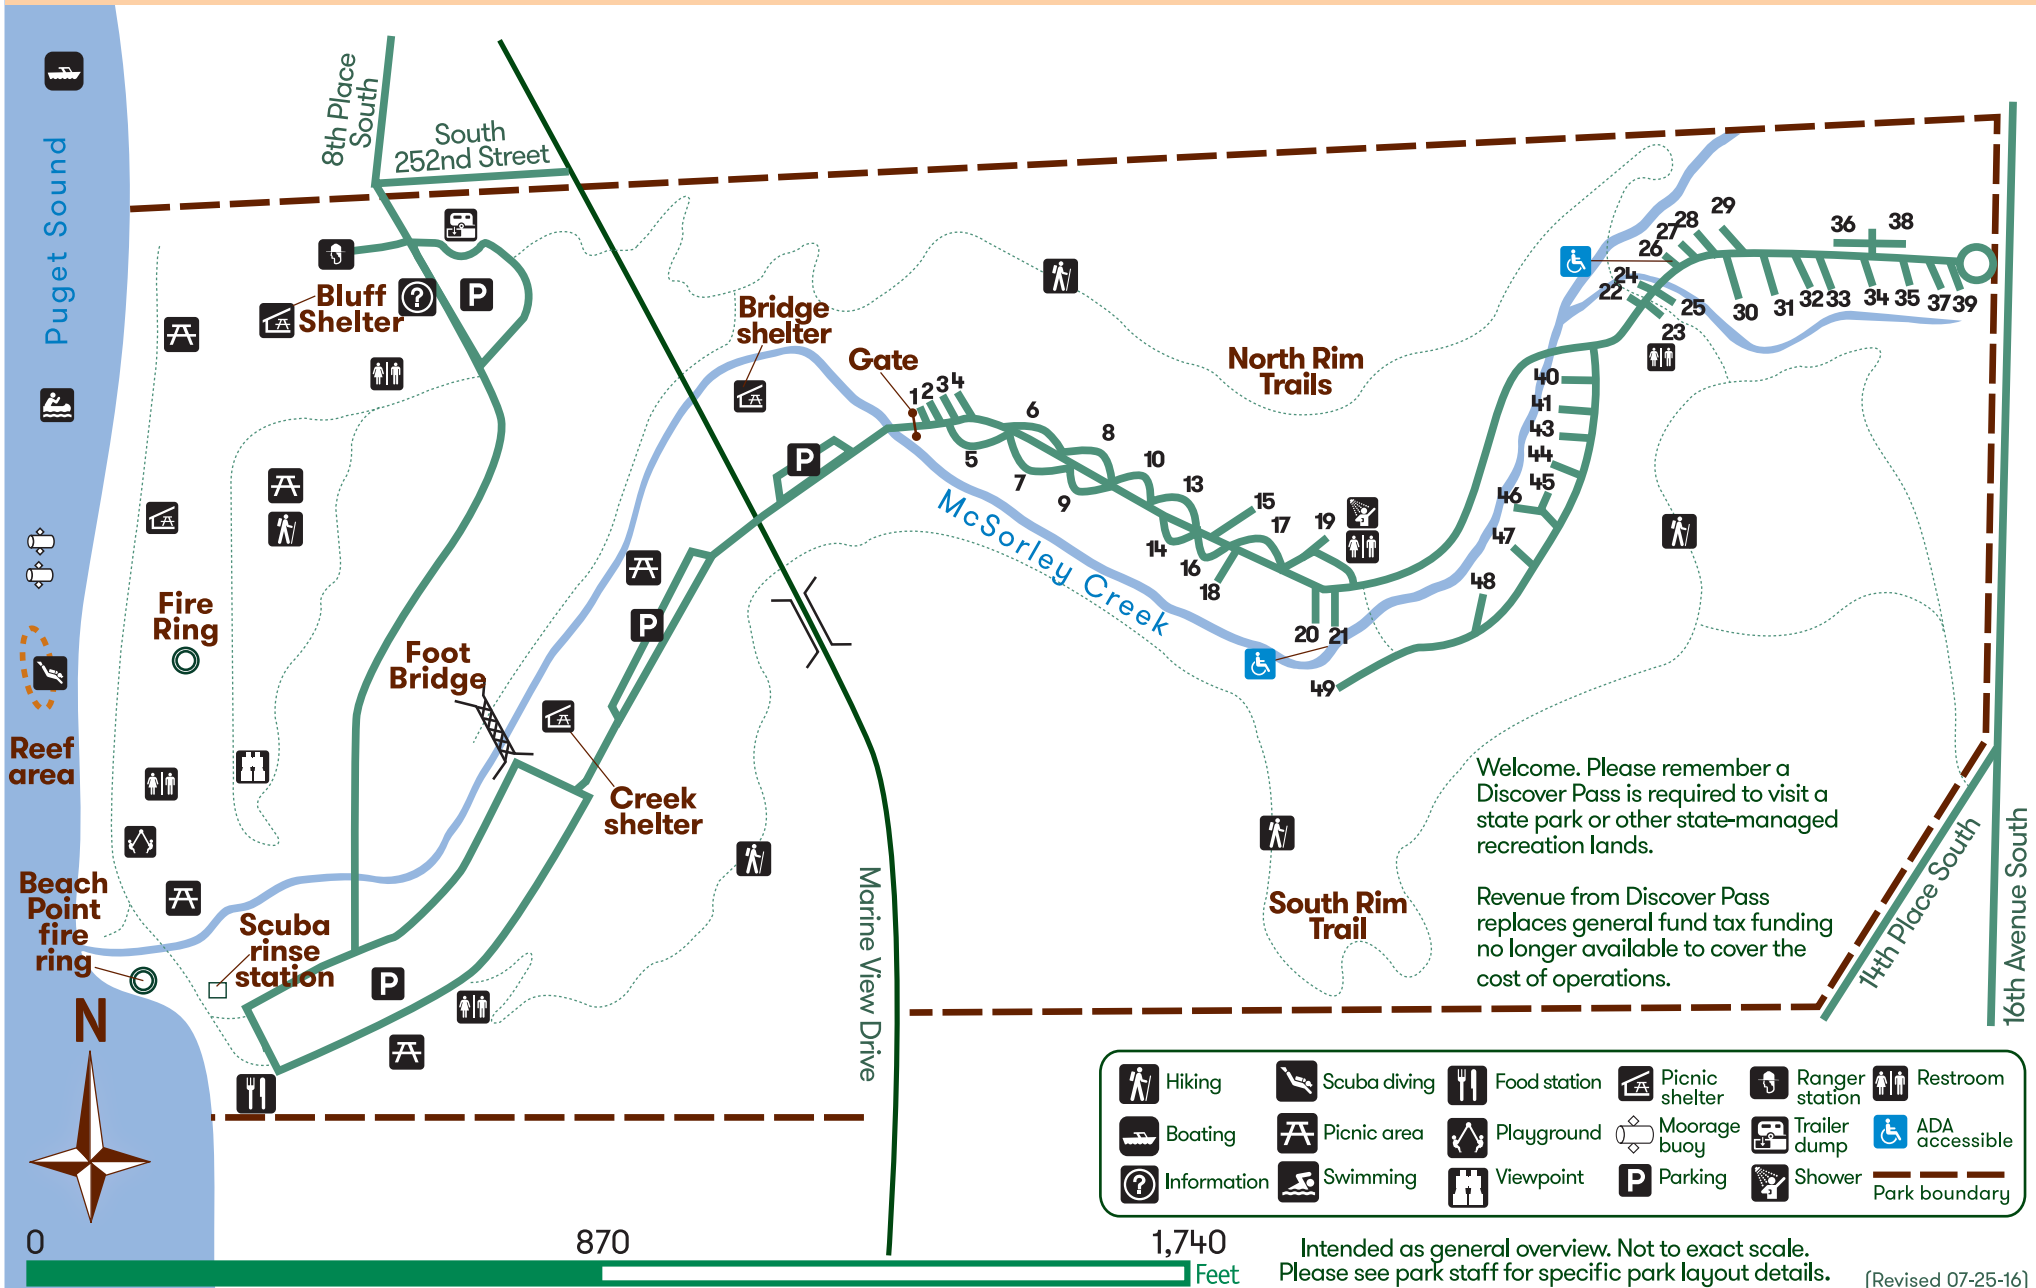 8th Place
South
South
252nd Street
Puget Sound
Bluff
Shelter
?
P
Bridge
shelter
Gate
North Rim
Trails
1
2
3
4
5
6
7
8
9
10
13
14
15
16
17
18
19
20
21
22
23
24
25
26
27
28
29
30
31
32
33
34
35
36
37
38
39
40
41
43
44
45
46
47
48
49
P
P
McSorley Creek
Fire
Ring
Foot
Bridge
Reef
area
Creek
shelter
Beach
Point
fire
ring
Scuba
rinse
station
P
N
Marine View Drive
South Rim
Trail
Welcome. Please remember a
Discover Pass is required to visit a
state park or other state-managed
recreation lands.
Revenue from Discover Pass
replaces general fund tax funding
no longer available to cover the
cost of operations.
14th Place South
16th Avenue South
Hiking
Scuba diving
Food station
Picnic
shelter
Ranger
station
Restroom
Boating
Picnic area
Playground
Moorage
buoy
Trailer
dump
ADA
accessible
? Information
Swimming
Viewpoint
P Parking
Shower
Park boundary
0 870 1,740
Feet
Intended as general overview. Not to exact scale.
Please see park staff for specific park layout details.
(Revised 07-25-16)